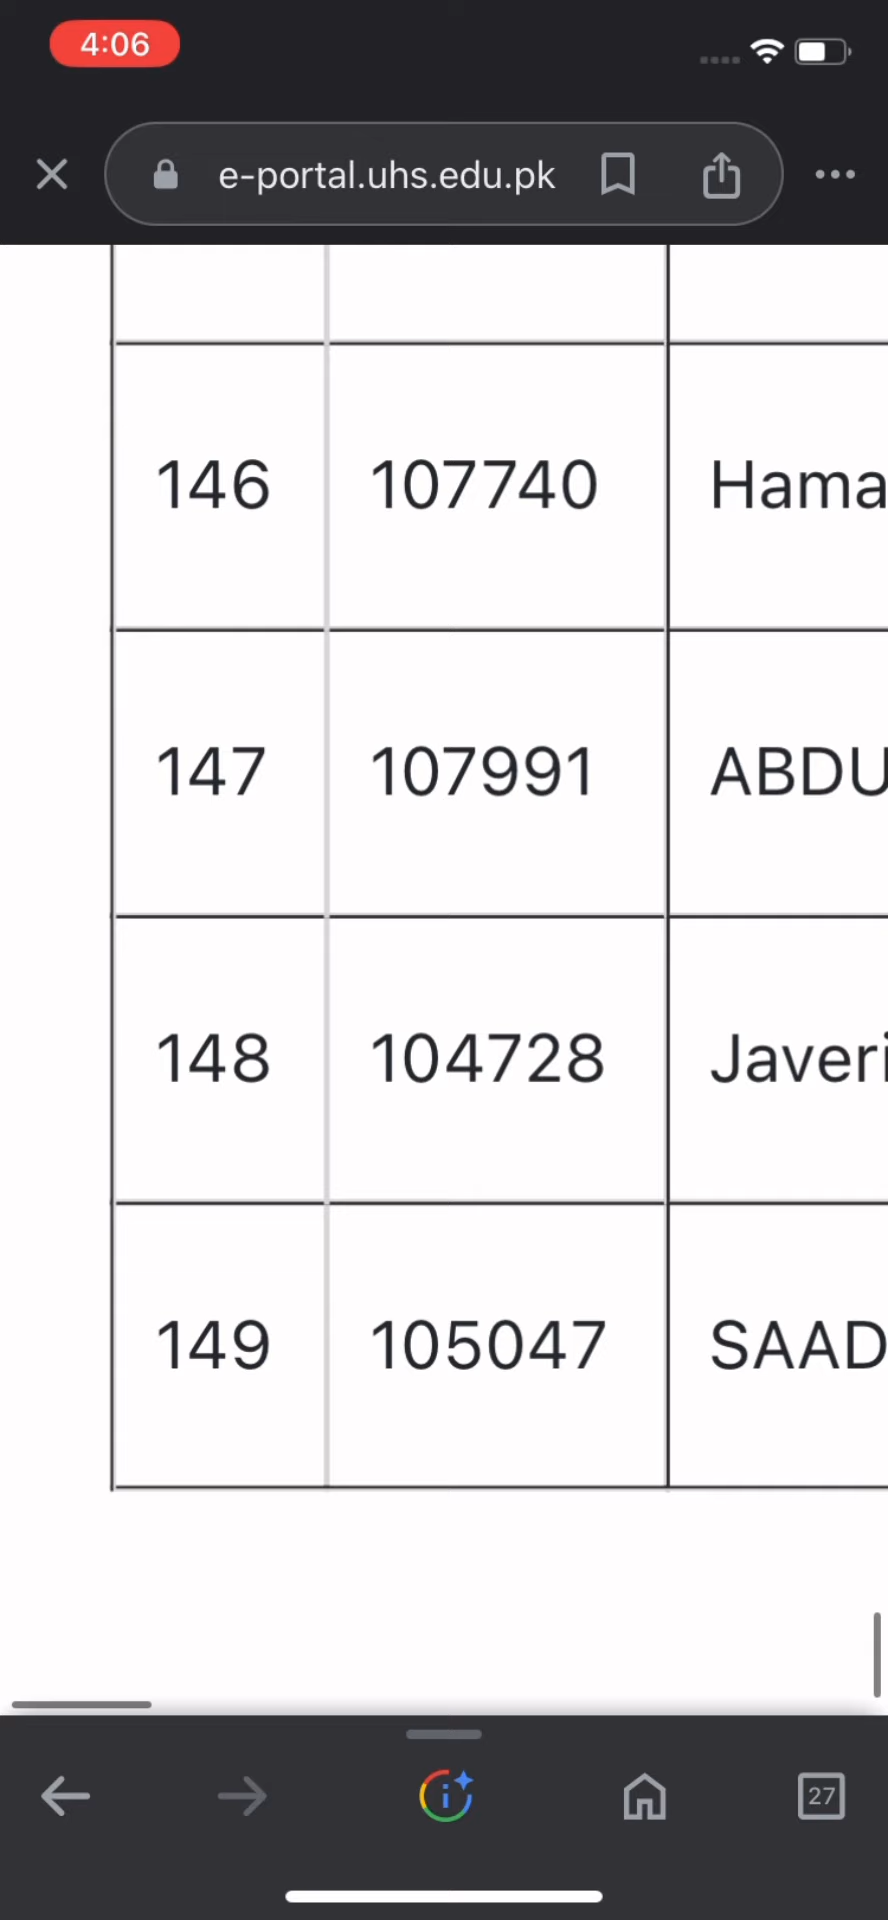 4:06
e-portal.uhs.edu.pk
146 107740 Hama
147 107991 ABDU
148 104728 Javeri
149 105047 SAAD
27